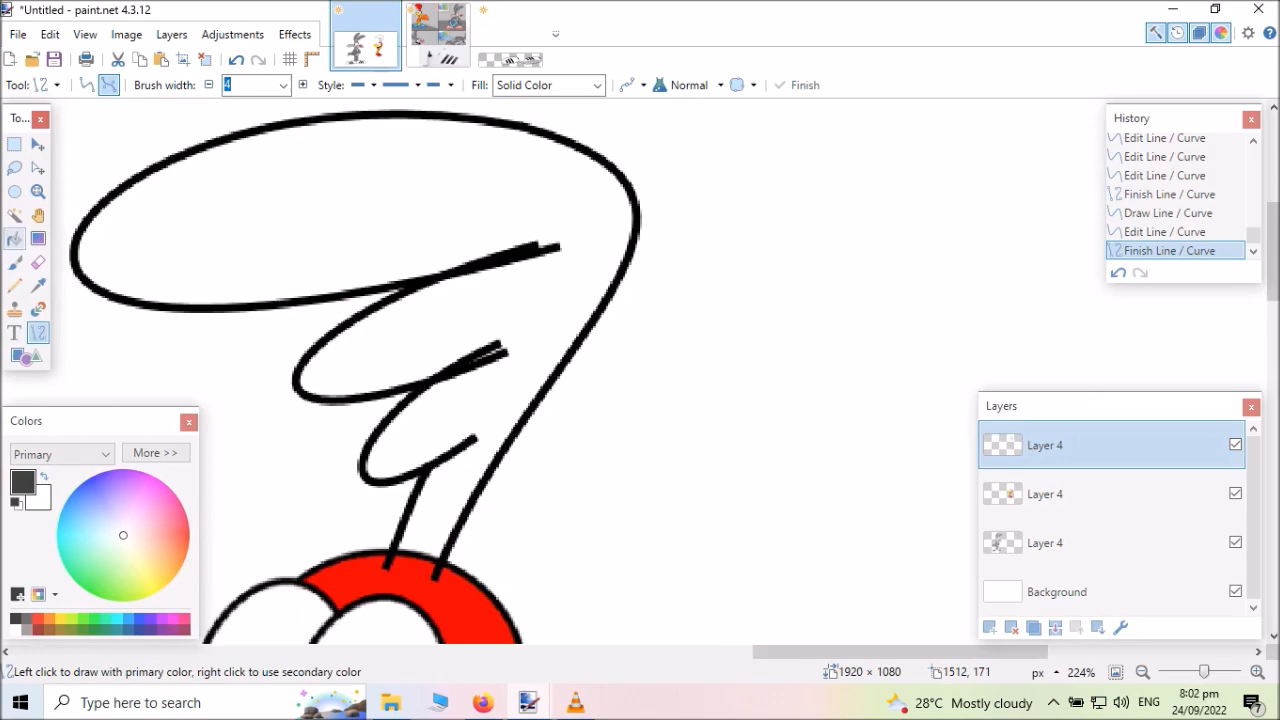 *Untitled - paint.net 4.3.12
File Edit View Image Layers Adjustments Effects
Tool: Brush width: 4 Style: Fill: Solid Color Normal Finish
To...
History
Edit Line / Curve
Edit Line / Curve
Edit Line / Curve
Finish Line / Curve
Draw Line / Curve
Edit Line / Curve
Finish Line / Curve
Colors
Primary More >>
Layers
Layer 4
Layer 4
Layer 4
Background
Left click to draw with primary color, right click to use secondary color 1920 × 1080 1512, 171 px 224%
Type here to search 28°C Mostly cloudy ENG 8:02 pm
24/09/2022
7